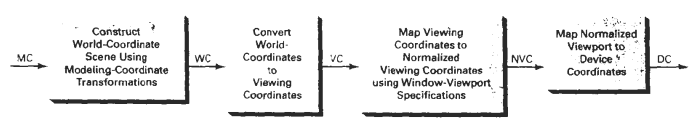 MC
Construct
World-Coordinate
Scene Using
Modeling-Coordinate
Transformations
WC
Convert
World-
Coordinates
to
Viewing
Coordinates
VC
Map Viewing
Coordinates to
Normalized
Viewing Coordinates
using Window-Viewport
Specifications
NVC
Map Normalized
Viewport to
Device
Coordinates
DC